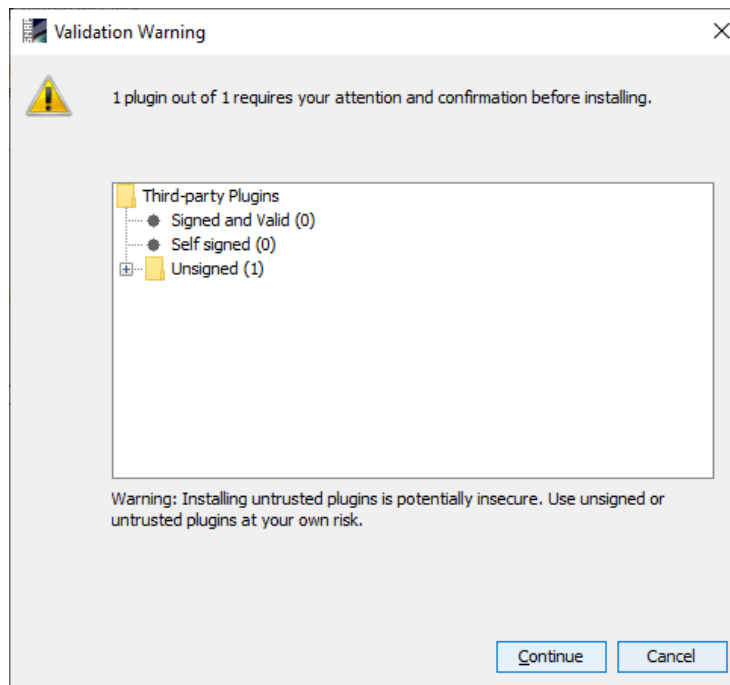 Validation Warning
1 plugin out of 1 requires your attention and confirmation before installing.
Third-party Plugins
Signed and Valid (0)
Self signed (0)
Unsigned (1)
Warning: Installing untrusted plugins is potentially insecure. Use unsigned or
untrusted plugins at your own risk.
Continue
Cancel